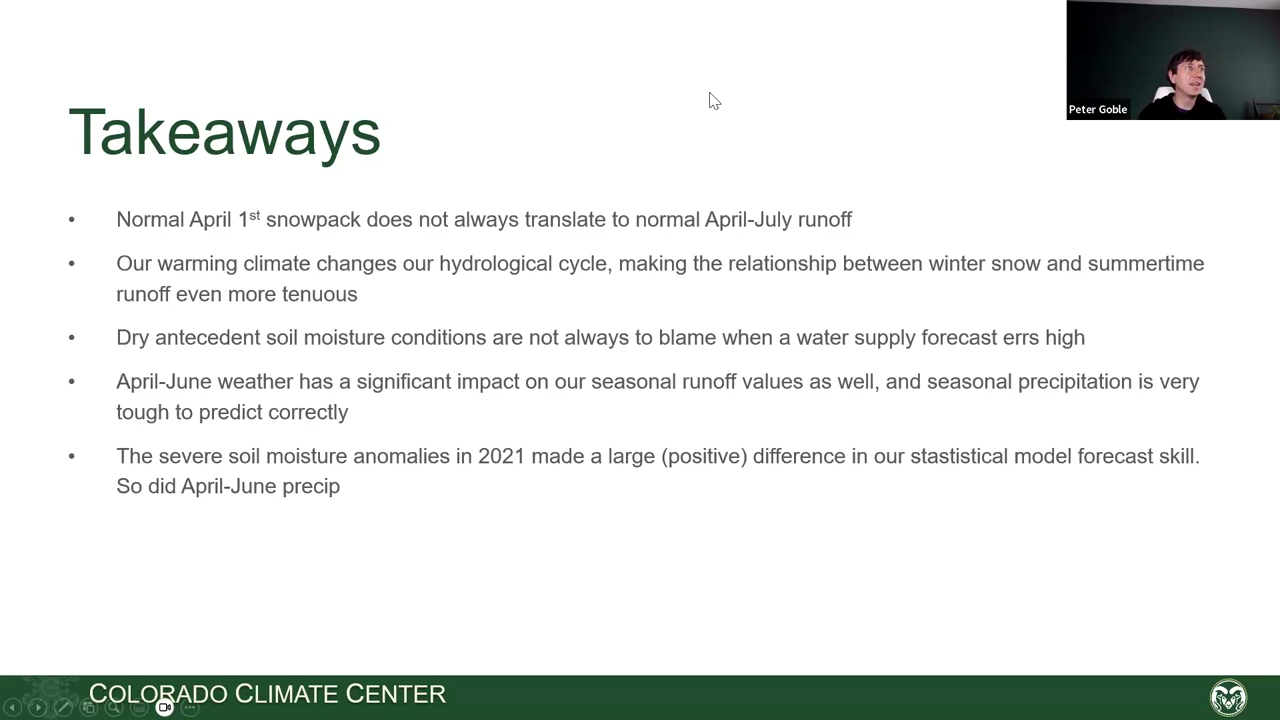 Peter Goble
Takeaways
• Normal April 1st snowpack does not always translate to normal April-July runoff
• Our warming climate changes our hydrological cycle, making the relationship between winter snow and summertime
runoff even more tenuous
• Dry antecedent soil moisture conditions are not always to blame when a water supply forecast errs high
• April-June weather has a significant impact on our seasonal runoff values as well, and seasonal precipitation is very
tough to predict correctly
• The severe soil moisture anomalies in 2021 made a large (positive) difference in our stastistical model forecast skill.
So did April-June precip
COLORADO CLIMATE CENTER